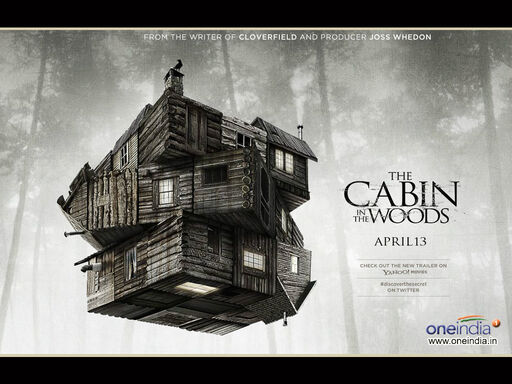 FROM THE WRITER OF CLOVERFIELD AND PRODUCER JOSS WHEDON
THE
CABIN
IN THE WOODS
APRIL 13
CHECK OUT THE NEW TRAILER ON
YAHOO! MOVIES
#discoverthesecret
ON TWITTER
oneindia
www.oneindia.in